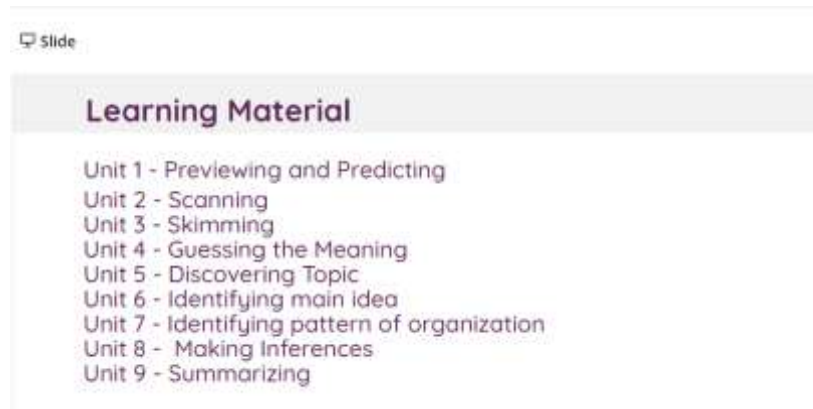 Slide
Learning Material
Unit 1 - Previewing and Predicting
Unit 2 - Scanning
Unit 3 - Skimming
Unit 4 - Guessing the Meaning
Unit 5 - Discovering Topic
Unit 6 - Identifying main idea
Unit 7 - Identifying pattern of organization
Unit 8 - Making Inferences
Unit 9 - Summarizing